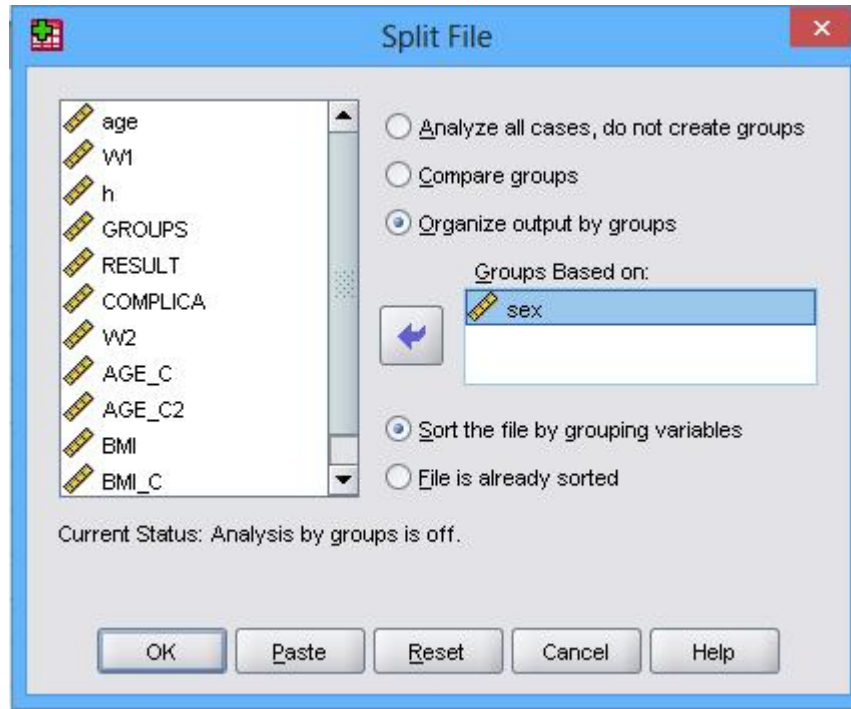 Split File
age
W1
h
GROUPS
RESULT
COMPLICA
W2
AGE_C
AGE_C2
BMI
BMI_C
Analyze all cases, do not create groups
Compare groups
Organize output by groups
Groups Based on:
sex
Sort the file by grouping variables
File is already sorted
Current Status: Analysis by groups is off.
OK
Paste
Reset
Cancel
Help